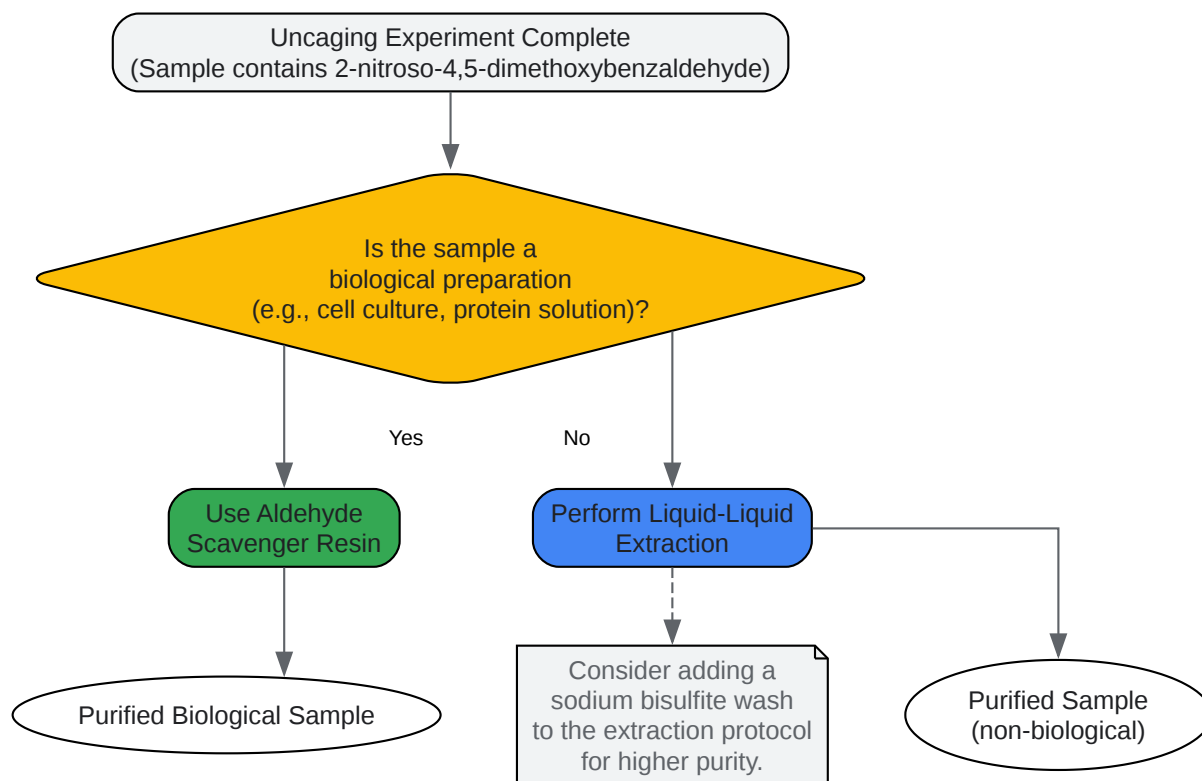 Uncaging Experiment Complete
(Sample contains 2-nitroso-4,5-dimethoxybenzaldehyde)
Is the sample a
biological preparation
(e.g., cell culture, protein solution)?
Yes
No
Use Aldehyde
Scavenger Resin
Perform Liquid-Liquid
Extraction
Purified Biological Sample
Consider adding a
sodium bisulfite wash
to the extraction protocol
for higher purity.
Purified Sample
(non-biological)